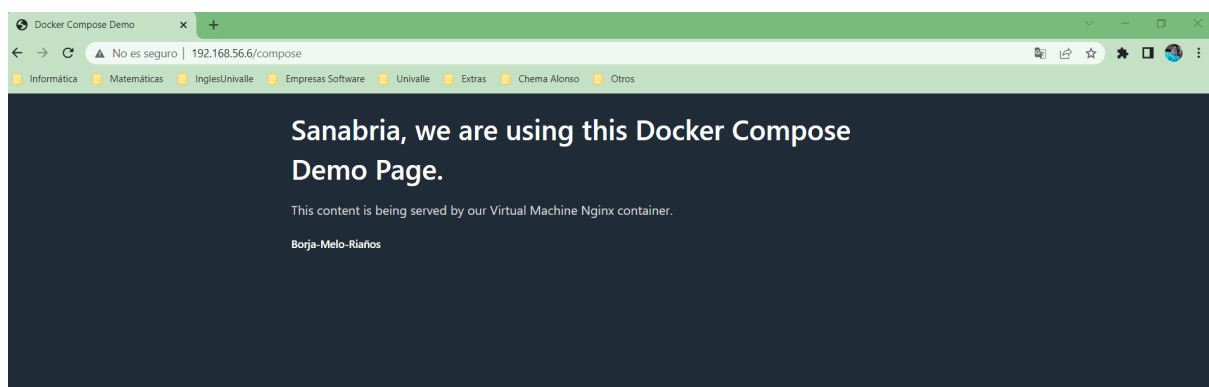 Docker Compose Demo
No es seguro | 192.168.56.6/compose
Informática Matemáticas InglesUnivalle Empresas Software Univalle Extras Chema Alonso Otros
Sanabria, we are using this Docker Compose
Demo Page.
This content is being served by our Virtual Machine Nginx container.
Borja-Melo-Riaños